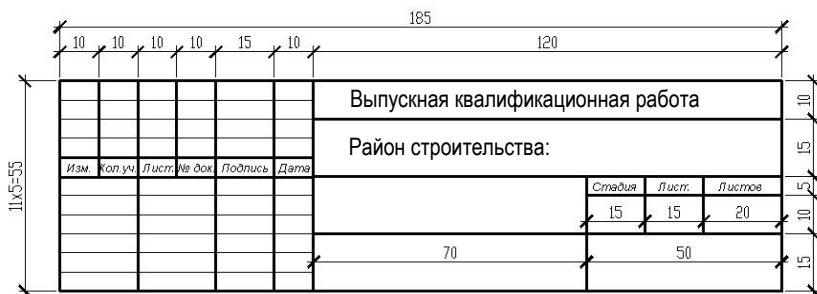 185
10 10 10 10 15 10 120
Выпускная квалификационная работа 10
Район строительства: 15
11х5=55
Изм. Кол.уч. Лист. № док. Подпись Дата
Стадия Лист. Листов 5
15 15 20 10
70 50 15